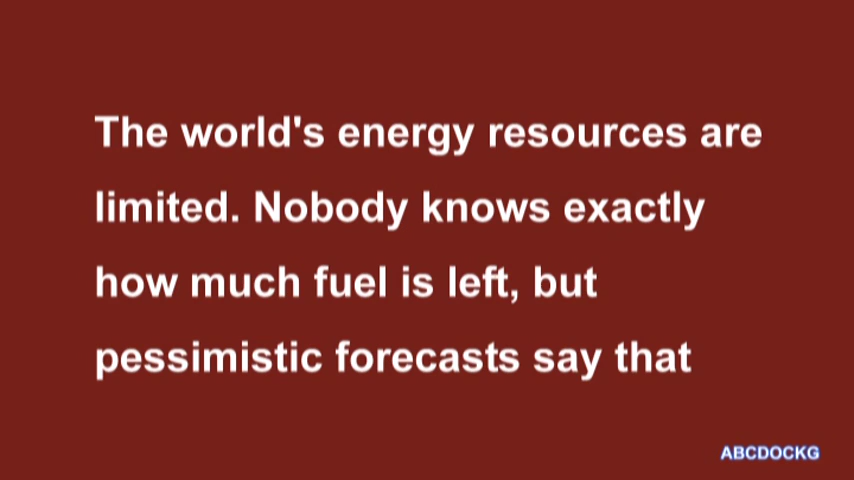 The world's energy resources are
limited. Nobody knows exactly
how much fuel is left, but
pessimistic forecasts say that
ABCDOCKG